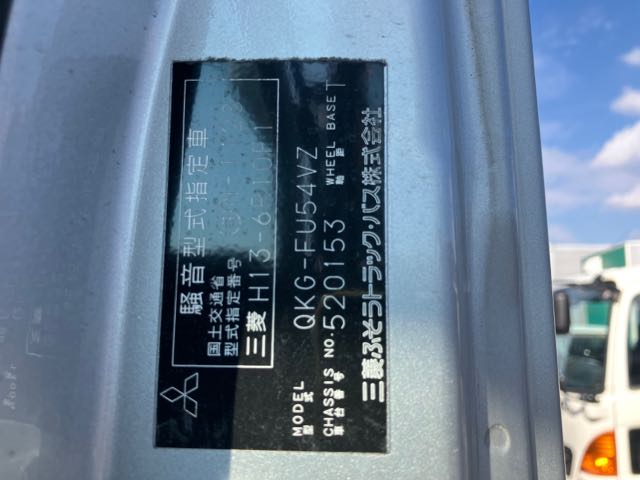 騒音型式指定車
国土交通省
型式指定番号
三菱 H13-6D10H1
MODEL
型式 QKG-FU54VZ
CHASSIS NO. 520153 WHEEL BASE T
車台番号 軸距
三菱ふそうトラック・バス株式会社